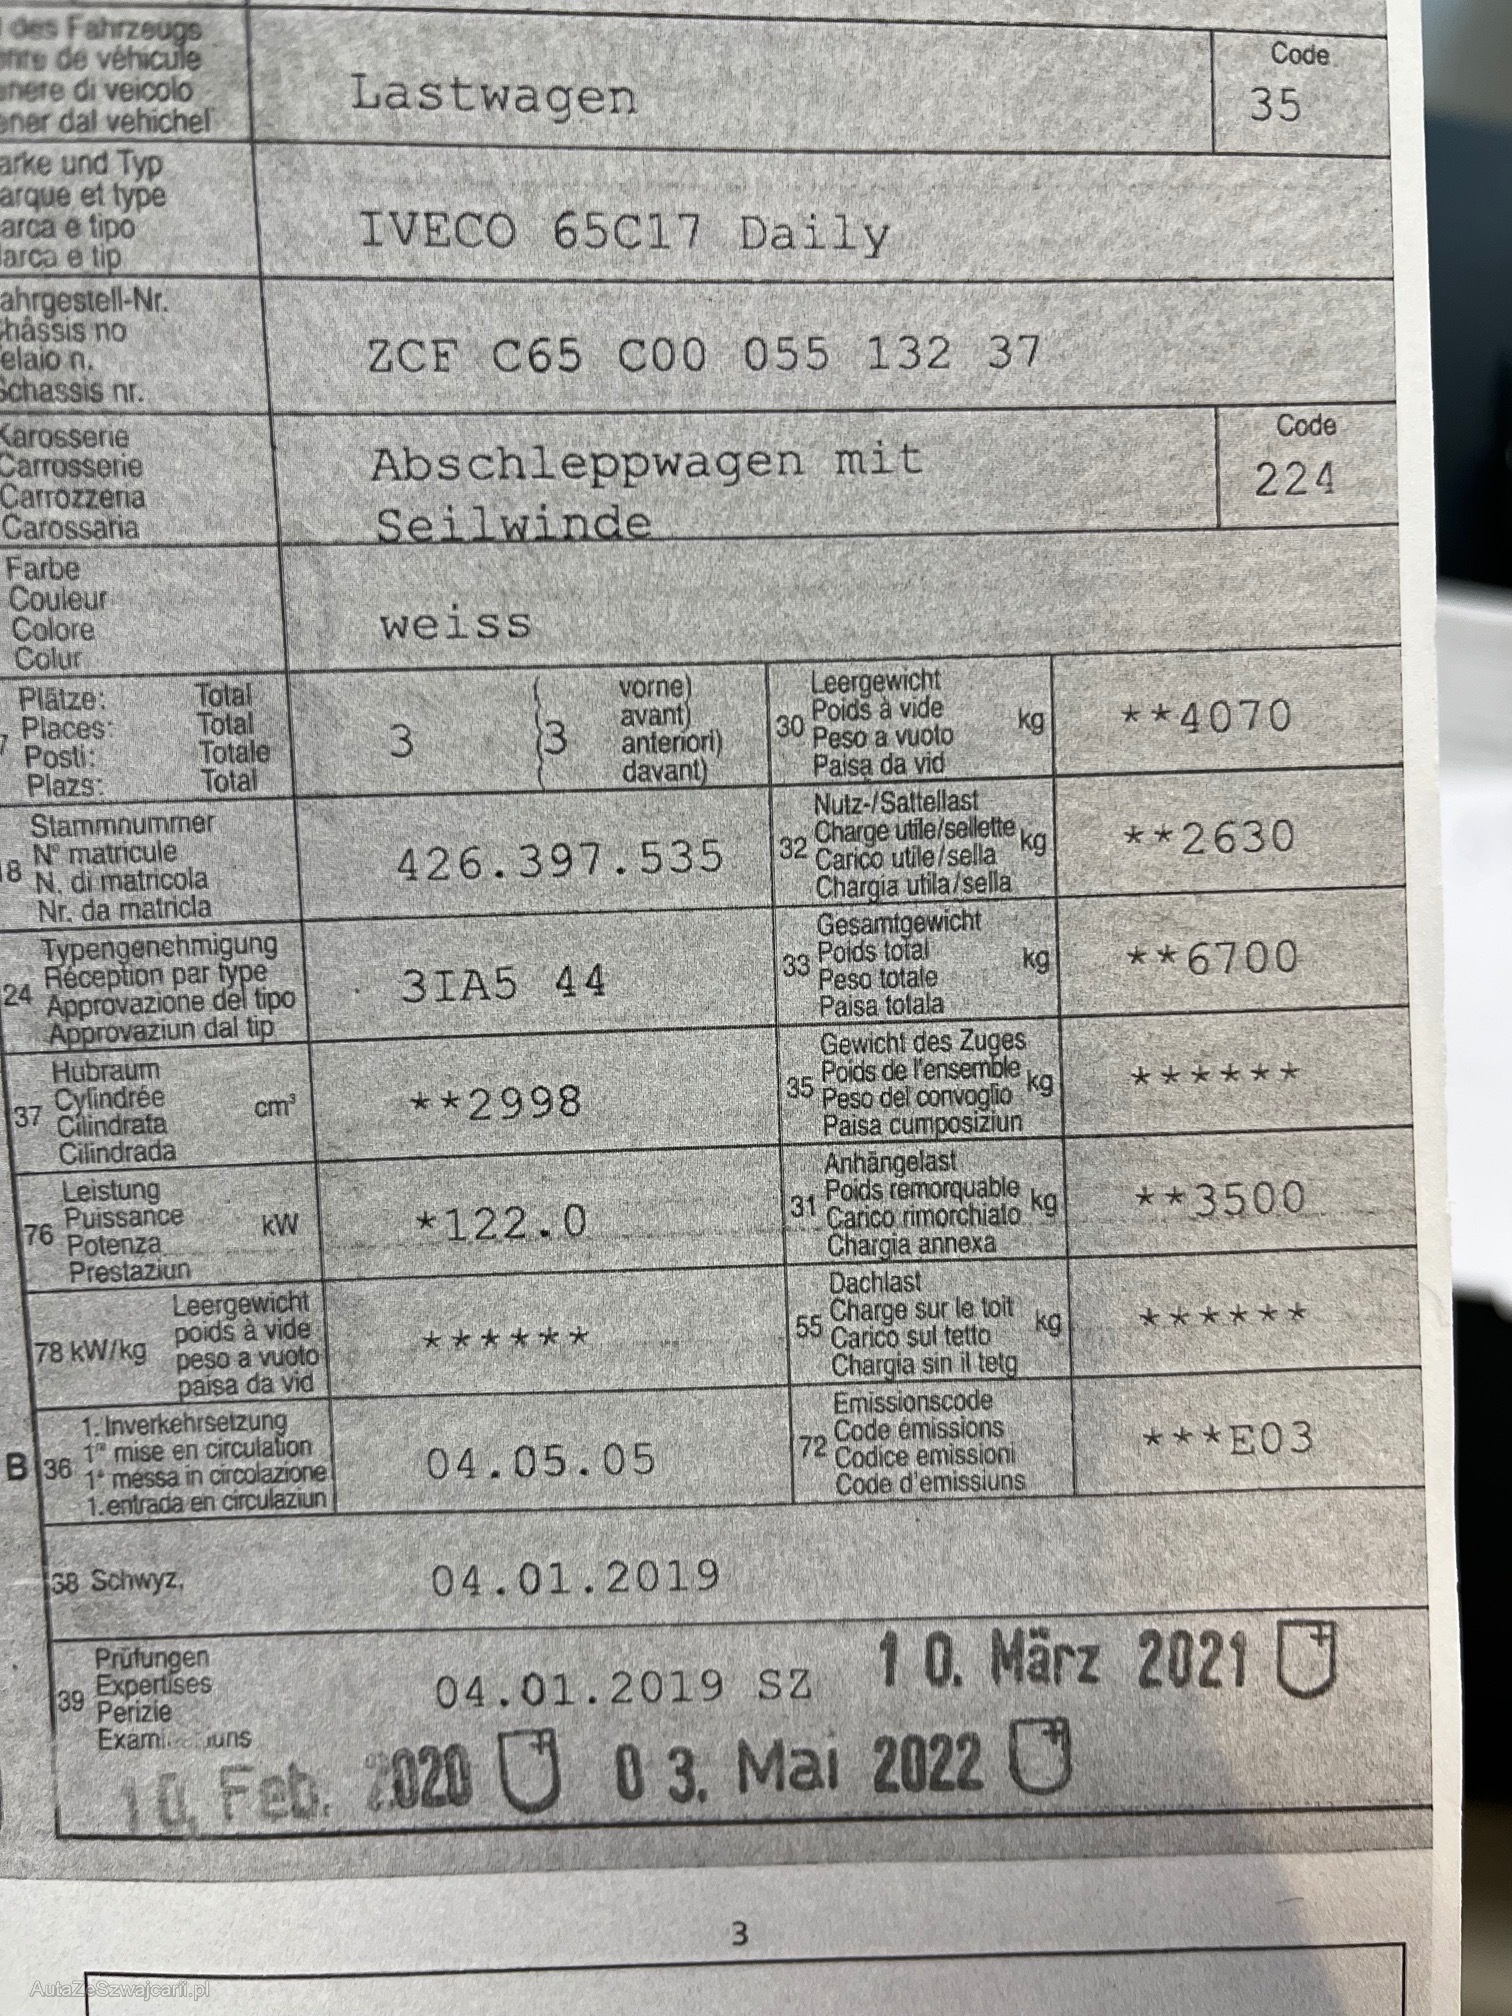 des Fahrzeugs
de véhicule
di veicolo
dal vehichel
Lastwagen
Code
35
und Typ
et type
e tipo
e tip
IVECO 65C17 Daily
ahrgestell-Nr.
hâssis no
elaio n.
Schassis nr.
ZCF C65 C00 055 132 37
Karosserie
Carrosserie
Carrozzeria
Carossaria
Abschleppwagen mit
Seilwinde
Code
224
Farbe
Couleur
Colore
Colur
weiss
Plätze: Total
Places: Total
Posti: Totale
Plazs: Total
3 (3 vorne)
avant)
anteriori)
davant)
30 Leergewicht
Poids à vide kg
Peso a vuoto
Paisa da vid
**4070
18 Stammnummer
N° matricule
N. di matricola
Nr. da matricla
426.397.535
32 Nutz-/Sattellast
Charge utile/sellette kg
Carico utile/sella
Chargia utila/sella
**2630
24 Typengenehmigung
Réception par type
Approvazione del tipo
Approvaziun dal tip
3IA5 44
33 Gesamtgewicht
Poids total kg
Peso totale
Paisa totala
**6700
37 Hubraum
Cylindrée cm³
Cilindrata
Cilindrada
**2998
35 Gewicht des Zuges
Poids de l'ensemble kg
Peso del convoglio
Paisa cumposiziun
******
76 Leistung
Puissance kW
Potenza
Prestaziun
*122.0
31 Anhängelast
Poids remorquable kg
Carico rimorchiato
Chargia annexa
**3500
78 kW/kg Leergewicht
poids à vide
peso a vuoto
paisa da vid
******
55 Dachlast
Charge sur le toit kg
Carico sul tetto
Chargia sin il tetg
******
B 36 1. Inverkehrsetzung
1re mise en circulation
1a messa in circolazione
1. entrada en circulaziun
04.05.05
72 Emissionscode
Code émissions
Codice emissioni
Code d'emissiuns
***E03
38 Schwyz,
04.01.2019
39 Prüfungen
Expertises
Perizie
04.01.2019 SZ
10. März 2021
10. Feb. 2020
03. Mai 2022
3
AutaZeSzwajcarii.pl